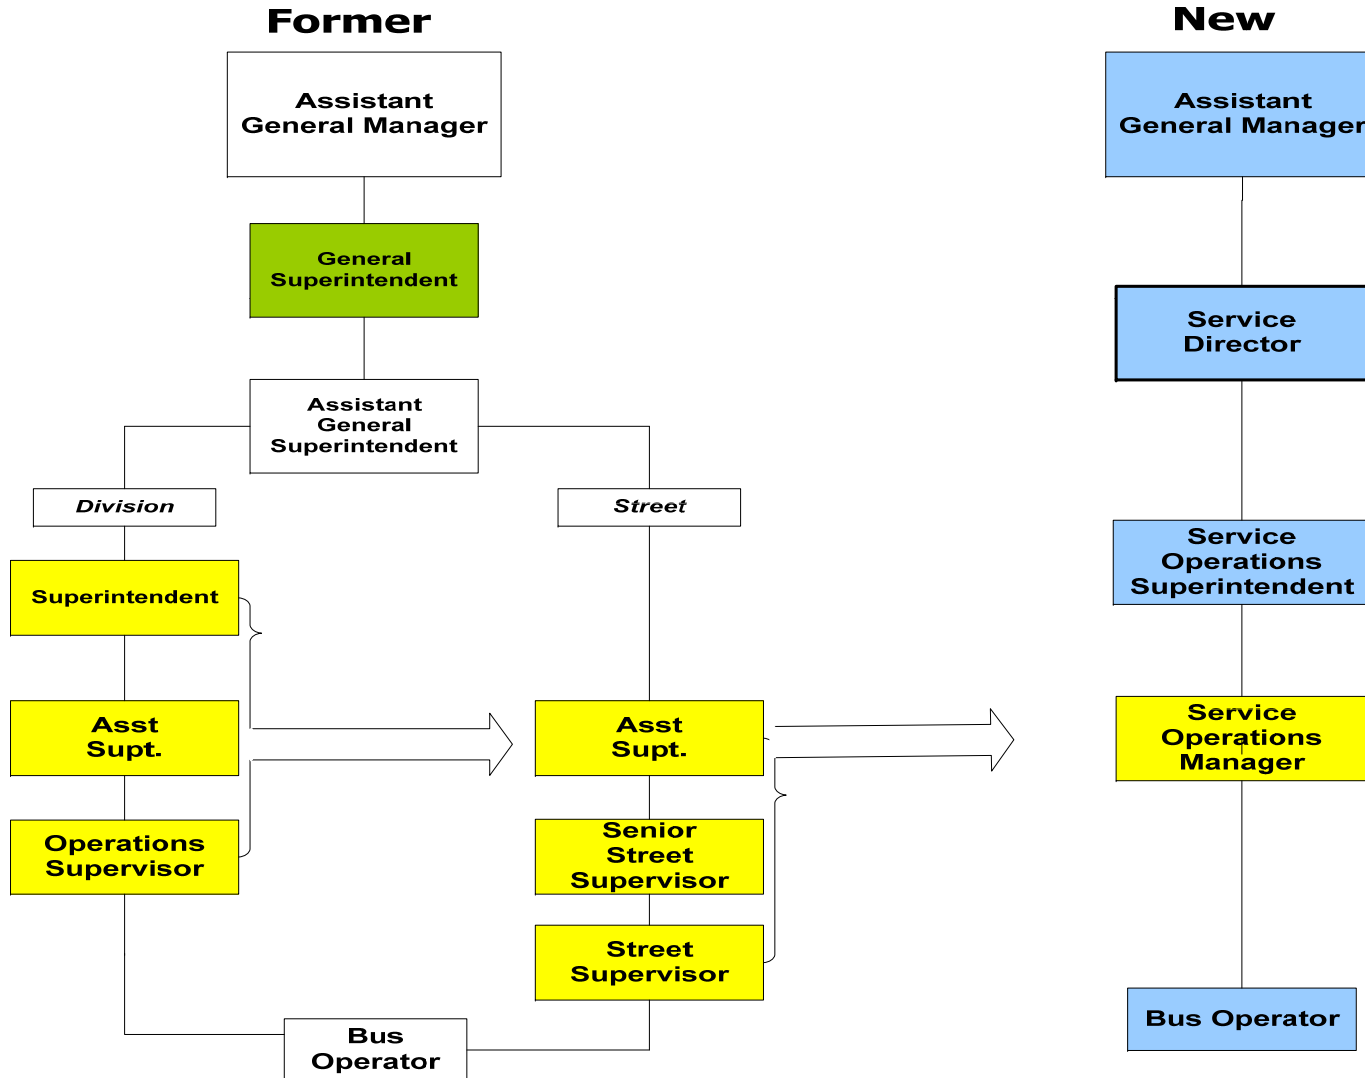 Former
New
Assistant
General Manager
Assistant
General Manager
General
Superintendent
Service
Director
Assistant
General
Superintendent
Division
Street
Service
Operations
Superintendent
Superintendent
Asst
Supt.
Asst
Supt.
Service
Operations
Manager
Operations
Supervisor
Senior
Street
Supervisor
Street
Supervisor
Bus Operator
Bus
Operator